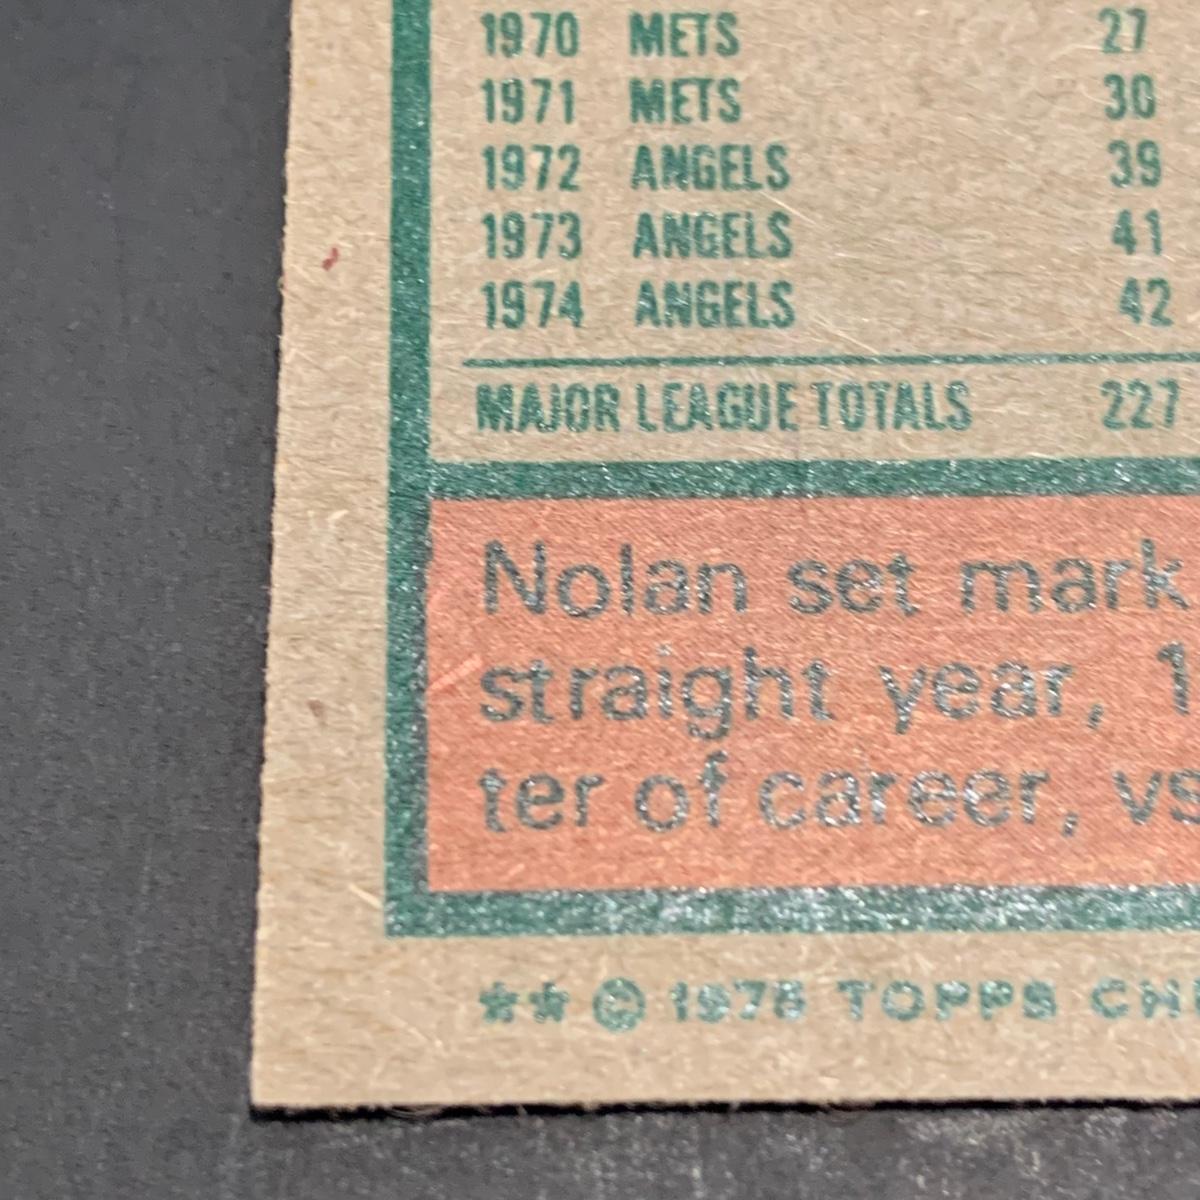 1970 METS 27
1971 METS 30
1972 ANGELS 39
1973 ANGELS 41
1974 ANGELS 42
MAJOR LEAGUE TOTALS 227
Nolan set mark
straight year, 1
ter of career, vs
** © 1975 TOPPS CH